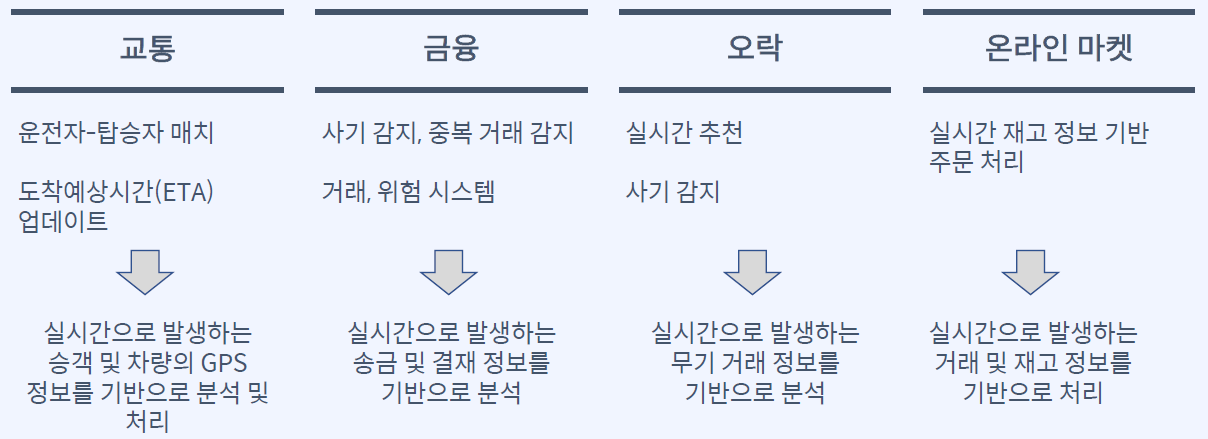 교통
운전자-탑승자 매치
도착예상시간(ETA)
업데이트
실시간으로 발생하는
승객 및 차량의 GPS
정보를 기반으로 분석 및
처리
금융
사기 감지, 중복 거래 감지
거래, 위험 시스템
실시간으로 발생하는
송금 및 결재 정보를
기반으로 분석
오락
실시간 추천
사기 감지
실시간으로 발생하는
무기 거래 정보를
기반으로 분석
온라인 마켓
실시간 재고 정보 기반
주문 처리
실시간으로 발생하는
거래 및 재고 정보를
기반으로 처리